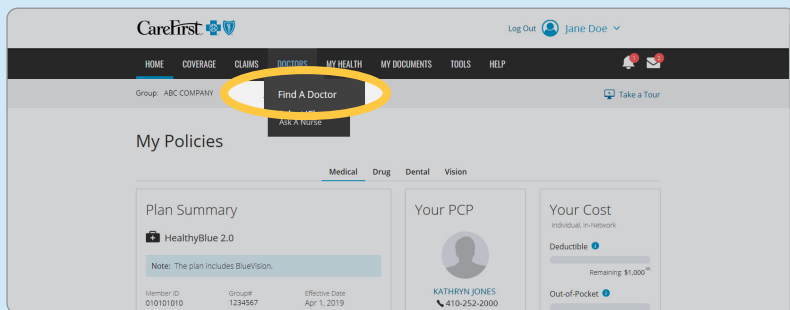 CareFirst
Log Out Jane Doe
HOME COVERAGE CLAIMS DOCTORS MY HEALTH MY DOCUMENTS TOOLS HELP
Group: ABC COMPANY
Find A Doctor
Take a Tour
Ask A Nurse
My Policies
Medical Drug Dental Vision
Plan Summary
HealthyBlue 2.0
Note: The plan includes BlueVision.
Member ID Group# Effective Date
010101010 1234567 Apr 1, 2019
Your PCP
KATHRYN JONES
410-252-2000
Your Cost
Individual, In-Network
Deductible
Remaining: $1,000
Out-of-Pocket